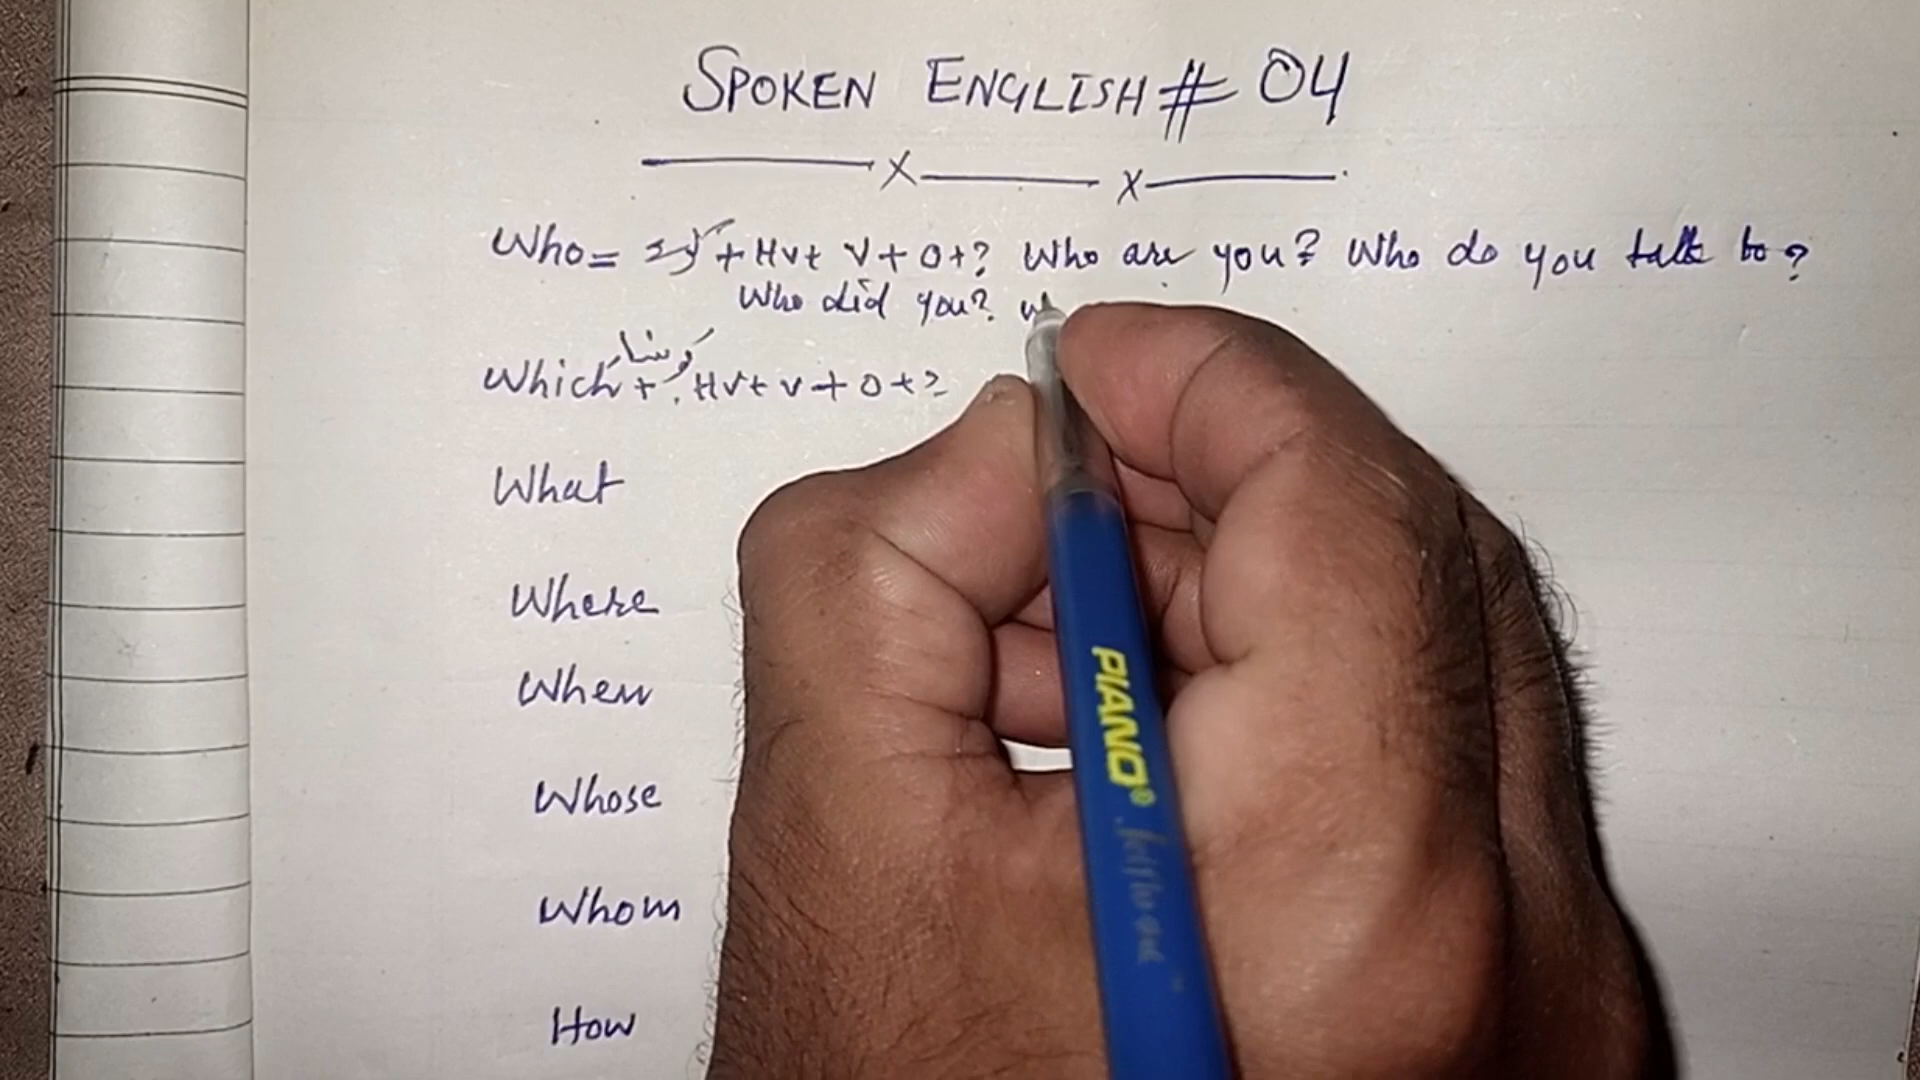 SPOKEN ENGLISH # 04
x x
Who = + Hv+ V + O +? Who are you? Who do you talk to?
Who did you? w
کونسا
Which + Hv+ v + O +?
What
Where
When
Whose
Whom
How
PIANO